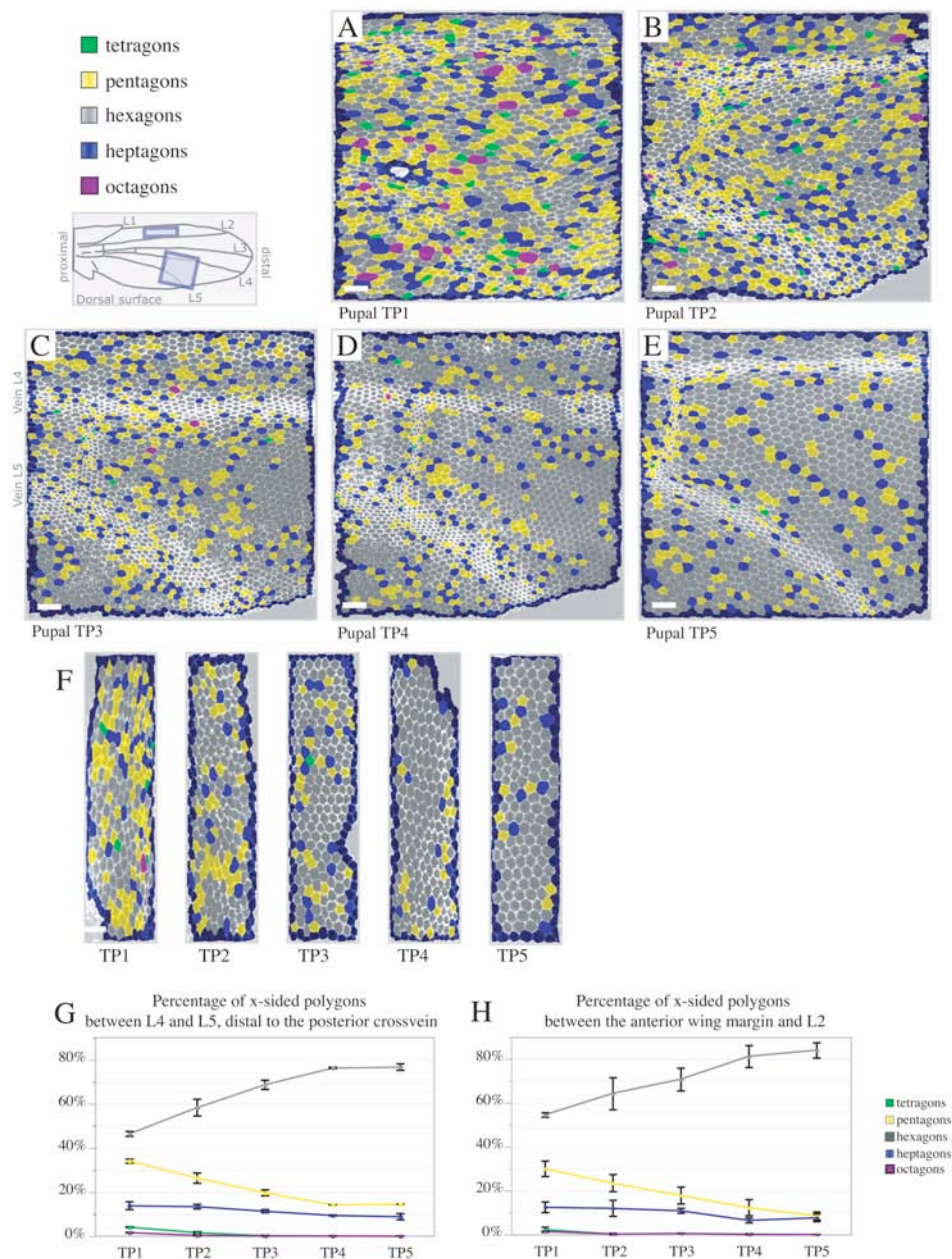 tetragons
pentagons
hexagons
heptagons
octagons
L1
L2
L3
L4
L5
proximal
distal
Dorsal surface
A
Pupal TP1
B
Pupal TP2
C
Vein L4
Vein L5
Pupal TP3
D
Pupal TP4
E
Pupal TP5
F
TP1
TP2
TP3
TP4
TP5
G
Percentage of x-sided polygons
between L4 and L5, distal to the posterior crossvein
80%
60%
40%
20%
0%
TP1
TP2
TP3
TP4
TP5
H
Percentage of x-sided polygons
between the anterior wing margin and L2
80%
60%
40%
20%
0%
TP1
TP2
TP3
TP4
TP5
tetragons
pentagons
hexagons
heptagons
octagons